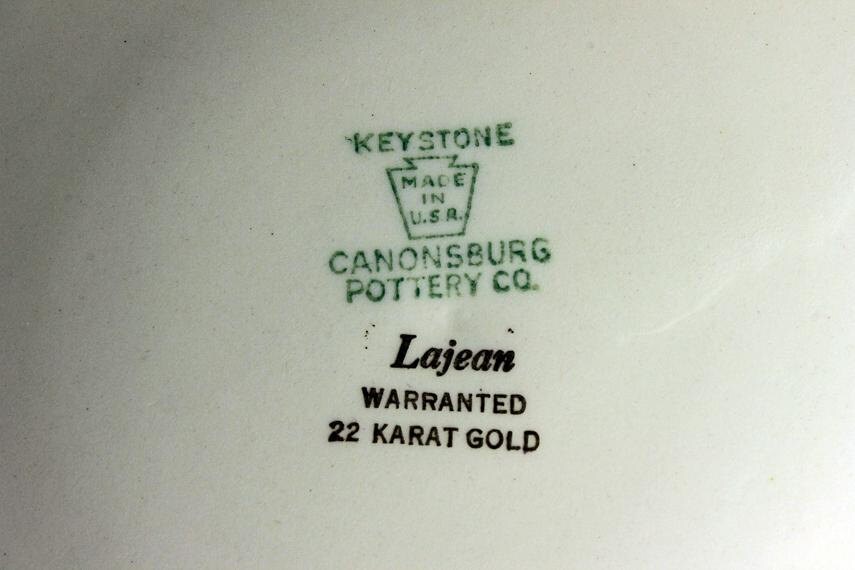 KEYSTONE
MADE
IN
U.S.A.
CANONSBURG
POTTERY CO.
Lajean
WARRANTED
22 KARAT GOLD